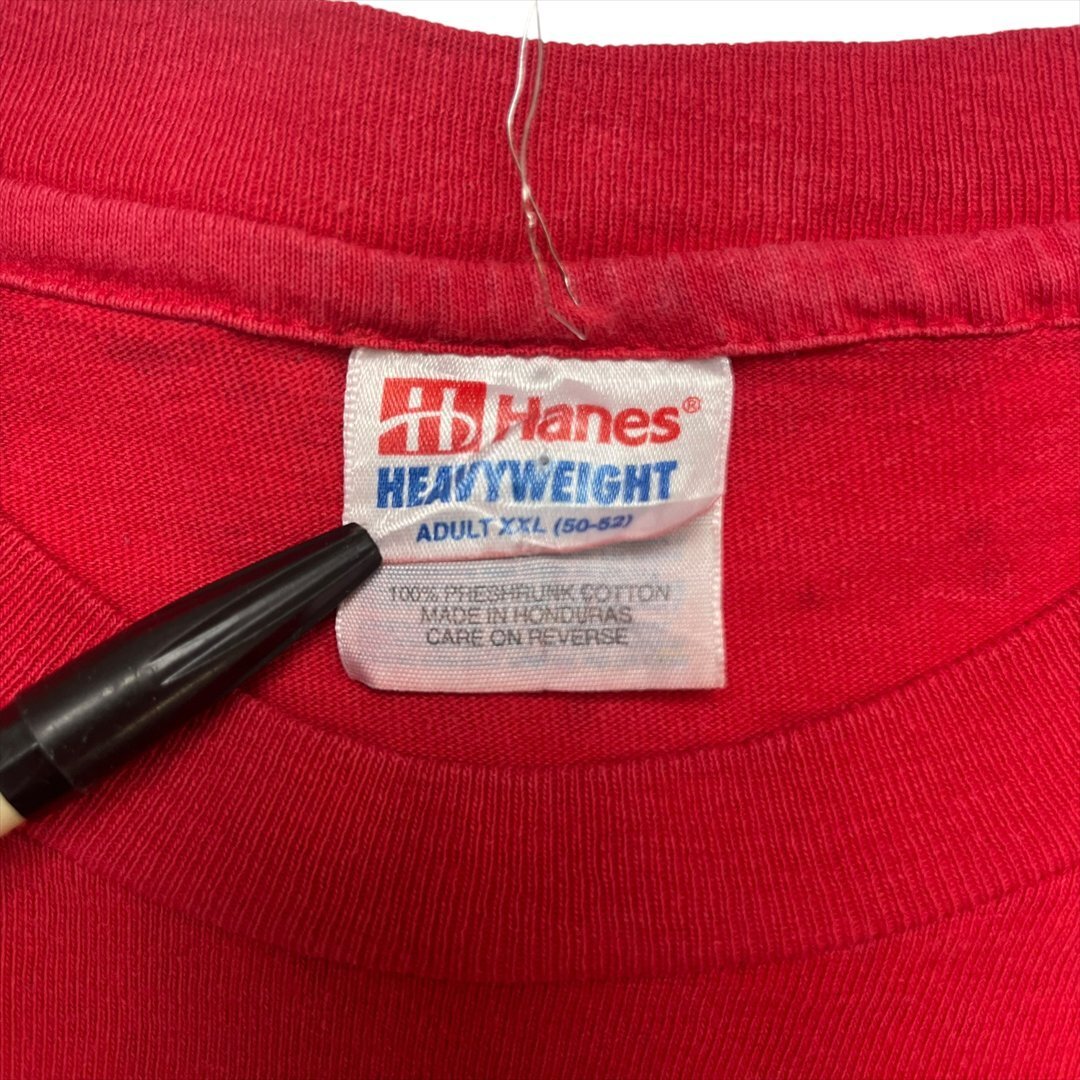 Hanes®
HEAVYWEIGHT
ADULT XXL (50-52)
100% PRESHRUNK COTTON
MADE IN HONDURAS
CARE ON REVERSE